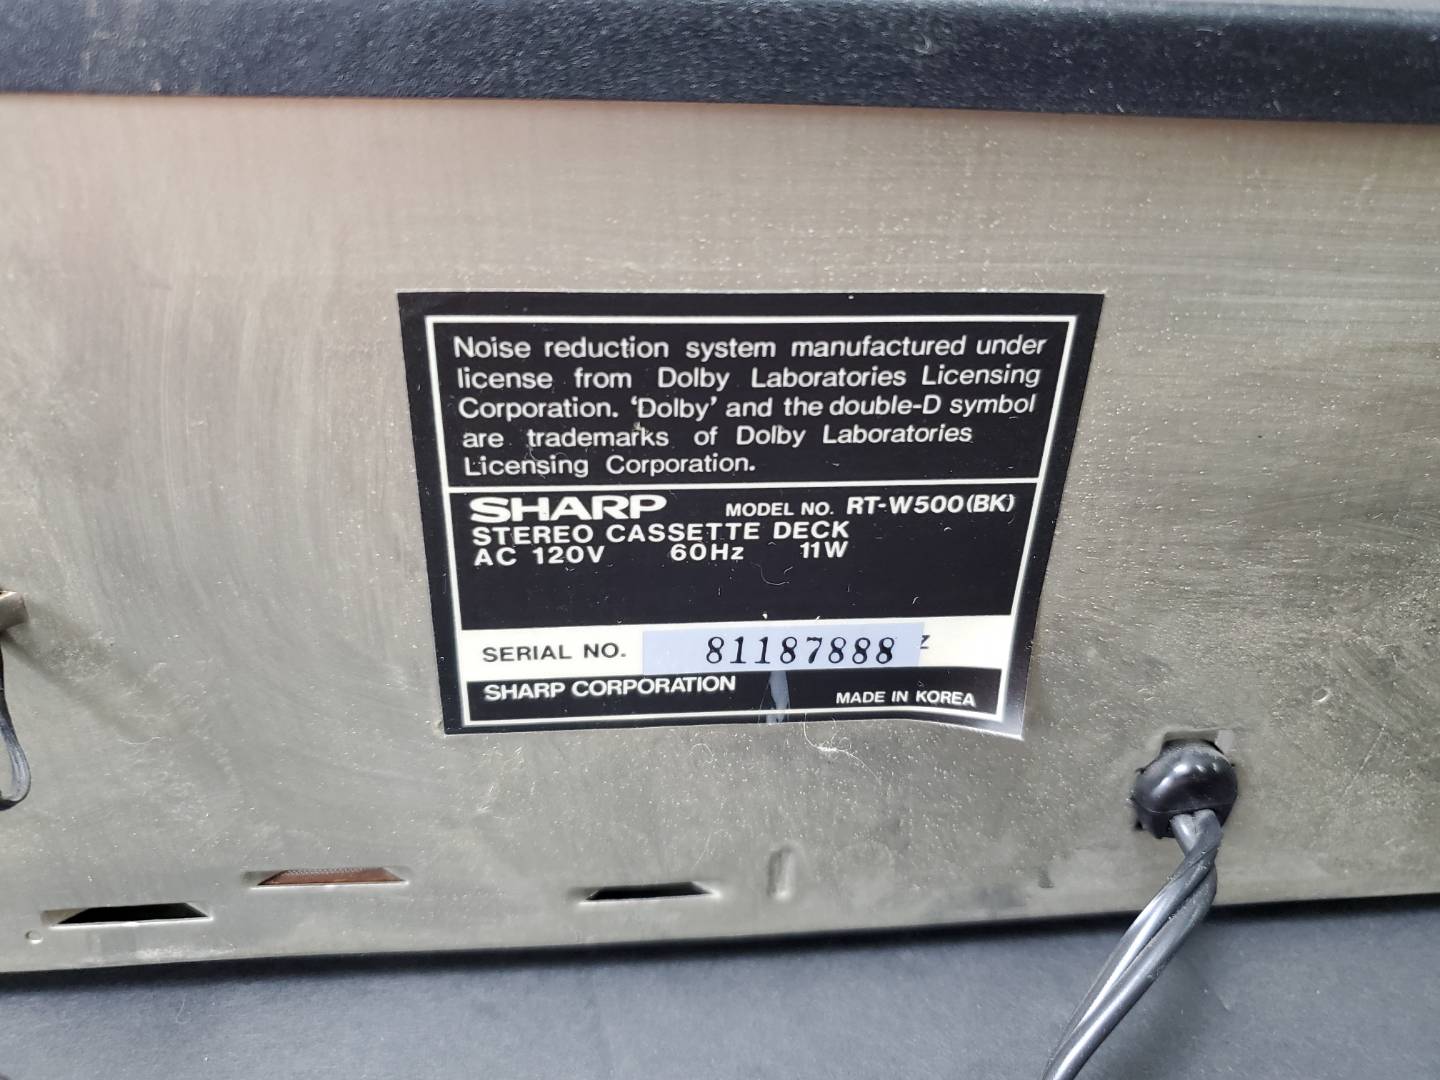 Noise reduction system manufactured under
license from Dolby Laboratories Licensing
Corporation. 'Dolby' and the double-D symbol
are trademarks of Dolby Laboratories
Licensing Corporation.
SHARP MODEL NO. RT-W500(BK)
STEREO CASSETTE DECK
AC 120V 60Hz 11W
SERIAL NO. 81187888 Z
SHARP CORPORATION MADE IN KOREA